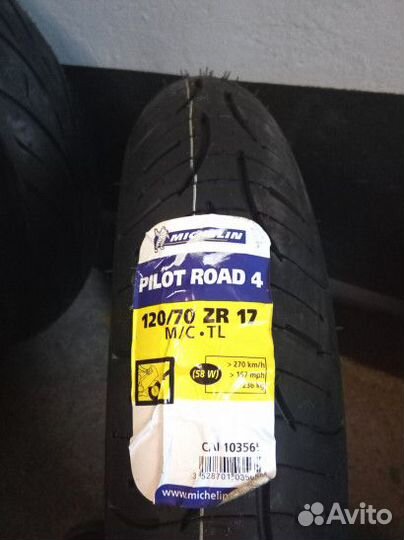 MICHELIN
PILOT ROAD 4
120/70 ZR 17
M/C • TL
(58 W)
> 270 km/h
> 167 mph
236 kg
CAI 10356
www.michelin
Avito